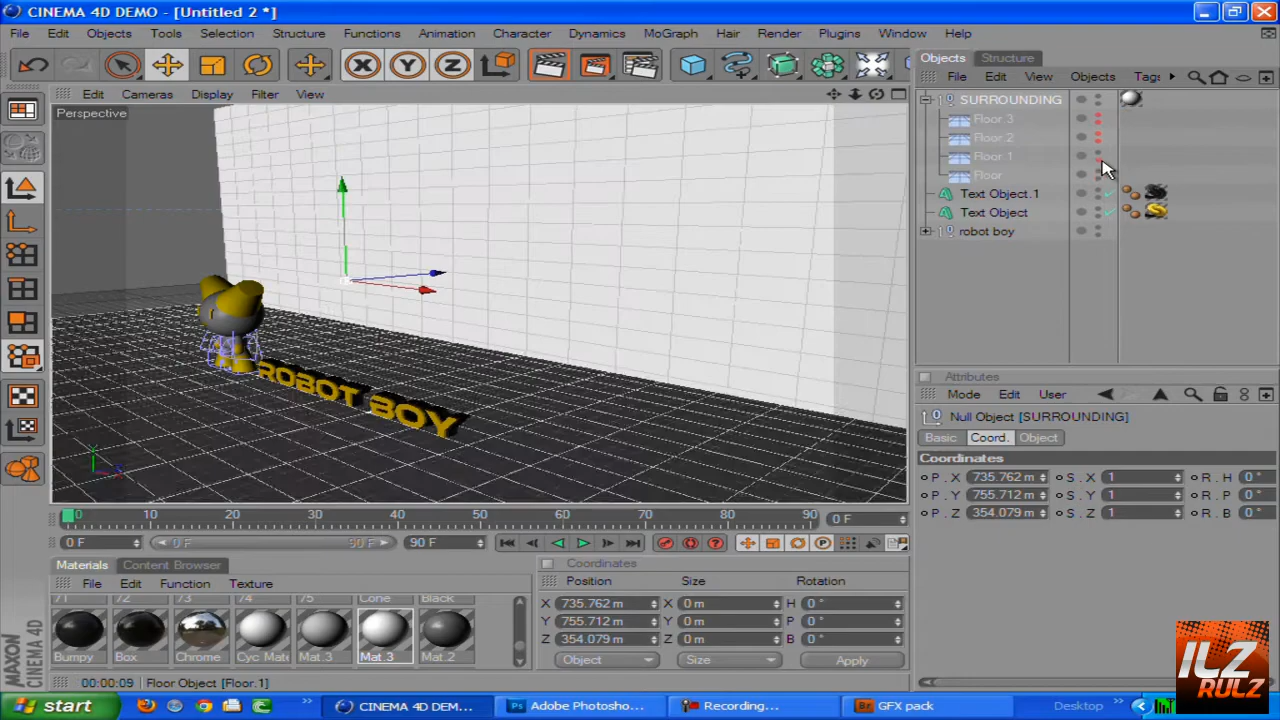 CINEMA 4D DEMO - [Untitled 2 *]
File Edit Objects Tools Selection Structure Functions Animation Character Dynamics MoGraph Hair Render Plugins Window Help
X Y Z
Objects Structure
File Edit View Objects Tags
Edit Cameras Display Filter View
Perspective
SURROUNDING
Floor.3
Floor.2
Floor.1
Floor
Text Object.1
Text Object
robot boy
ROBOT BOY
Attributes
Mode Edit User
Null Object [SURROUNDING]
Basic Coord. Object
Coordinates
P . X 735.762 m S . X 1 R . H 0 °
P . Y 755.712 m S . Y 1 R . P 0 °
P . Z 354.079 m S . Z 1 R . B 0 °
0 10 20 30 40 50 60 70 80 90 0 F
0 F 0 F 90 F 90 F
Materials Content Browser
File Edit Function Texture
71 72 73 74 75 Cone Black
Bumpy Box Chrome Cyc Mate Mat.3 Mat.3 Mat.2
Coordinates
Position Size Rotation
X 735.762 m X 0 m H 0 °
Y 755.712 m Y 0 m P 0 °
Z 354.079 m Z 0 m B 0 °
Object Size Apply
MAXON
CINEMA 4D
00:00:09 Floor Object [Floor.1]
ILZ
RULZ
start CINEMA 4D DEM... Adobe Photosho... Recording... GFX pack Desktop